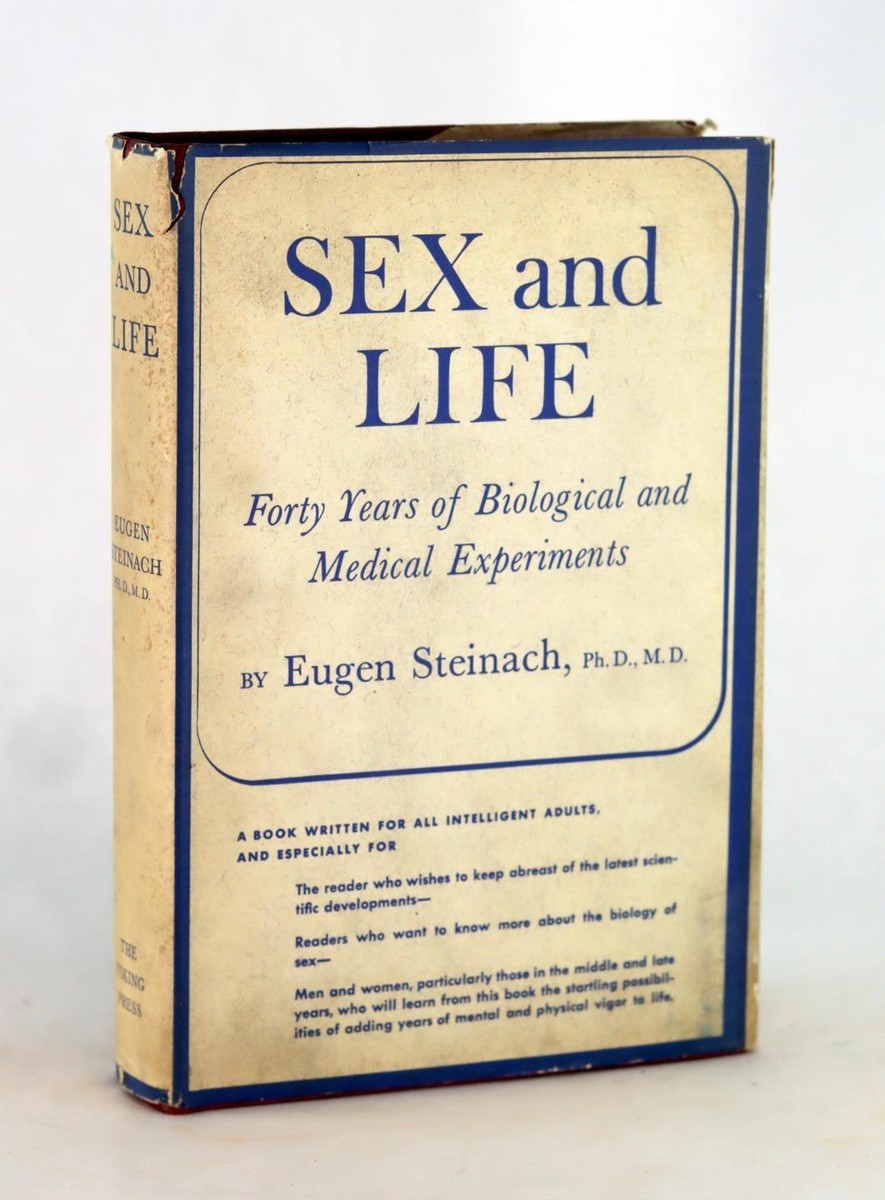 SEX
AND
LIFE
EUGEN
STEINACH
PH.D., M.D.
THE
VIKING
PRESS
SEX and
LIFE
Forty Years of Biological and
Medical Experiments
BY Eugen Steinach, Ph. D., M. D.
A BOOK WRITTEN FOR ALL INTELLIGENT ADULTS,
AND ESPECIALLY FOR
The reader who wishes to keep abreast of the latest scien-
tific developments—
Readers who want to know more about the biology of
sex—
Men and women, particularly those in the middle and late
years, who will learn from this book the startling possibil-
ities of adding years of mental and physical vigor to life.